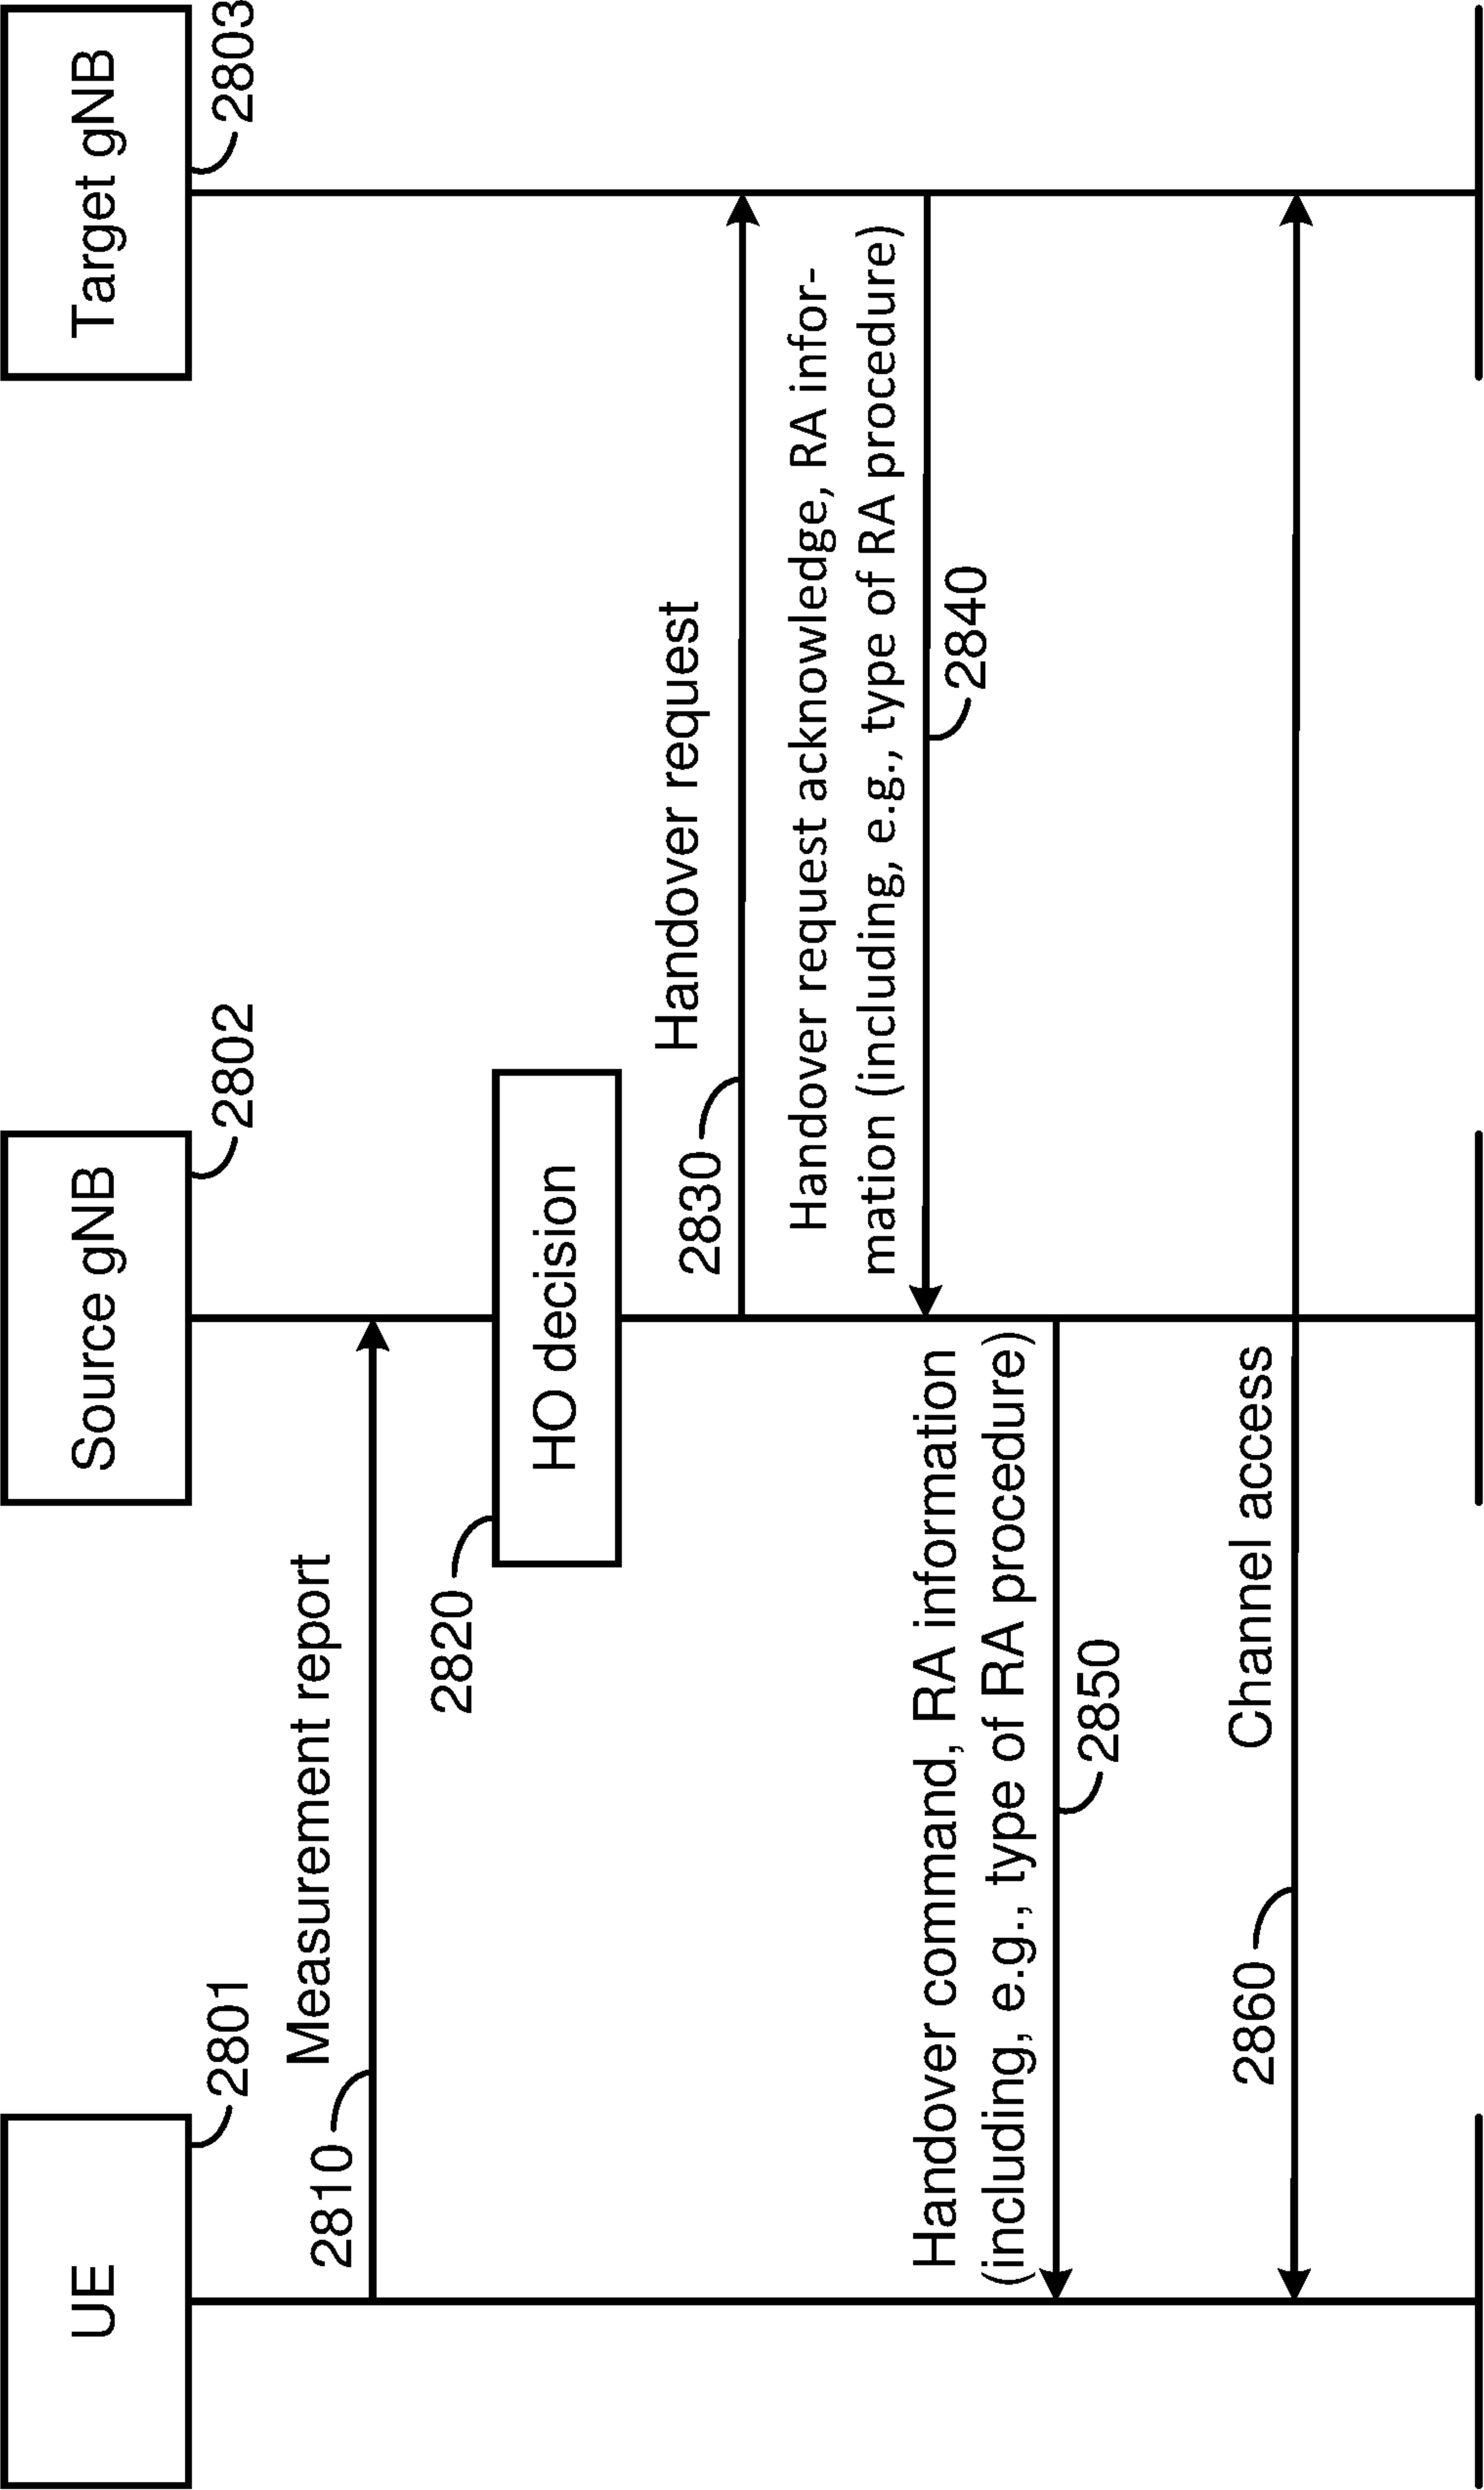 UE
2801
Source gNB
2802
Target gNB
2803
Measurement report
2810
HO decision
2820
Handover request
2830
Handover request acknowledge, RA infor-
mation (including, e.g., type of RA procedure)
2840
Handover command, RA information
(including, e.g., type of RA procedure)
2850
Channel access
2860